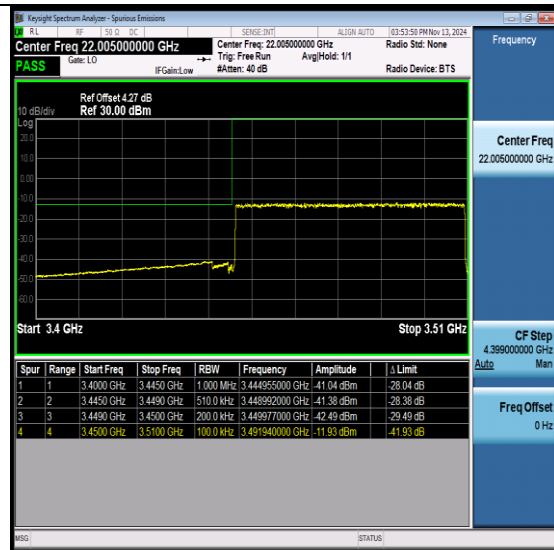 Keysight Spectrum Analyzer - Spurious Emissions
RL RF 50 Ω DC SENSE:INT ALIGN AUTO 03:53:50 PM Nov 13, 2024
Center Freq 22.005000000 GHz Center Freq: 22.005000000 GHz Radio Std: None
Trig: Free Run Avg|Hold: 1/1
PASS Gate: LO IFGain:Low #Atten: 40 dB Radio Device: BTS
Frequency
Ref Offset 4.27 dB
10 dB/div Ref 30.00 dBm
Log
20.0
10.0
0.00
-10.0
-20.0
-30.0
-40.0
-50.0
-60.0
Start 3.4 GHz Stop 3.51 GHz
Center Freq
22.005000000 GHz
CF Step
4.399000000 GHz
Auto Man
Freq Offset
0 Hz
Spur Range Start Freq Stop Freq RBW Frequency Amplitude Δ Limit
1 1 3.4000 GHz 3.4450 GHz 1.000 MHz 3.444955000 GHz -41.04 dBm -28.04 dB
2 2 3.4450 GHz 3.4490 GHz 510.0 kHz 3.448992000 GHz -41.38 dBm -28.38 dB
3 3 3.4490 GHz 3.4500 GHz 200.0 kHz 3.449977000 GHz -42.49 dBm -29.49 dB
4 4 3.4500 GHz 3.5100 GHz 100.0 kHz 3.491940000 GHz -11.93 dBm -41.93 dB
MSG STATUS